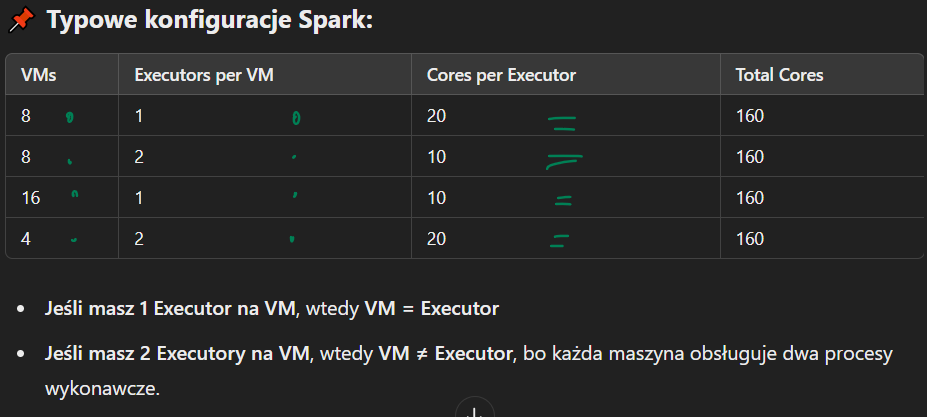 📌 Typowe konfiguracje Spark:
VMs Executors per VM Cores per Executor Total Cores
8 1 20 160
8 2 10 160
16 1 10 160
4 2 20 160
• Jeśli masz 1 Executor na VM, wtedy VM = Executor
• Jeśli masz 2 Executory na VM, wtedy VM ≠ Executor, bo każda maszyna obsługuje dwa procesy
wykonawcze.